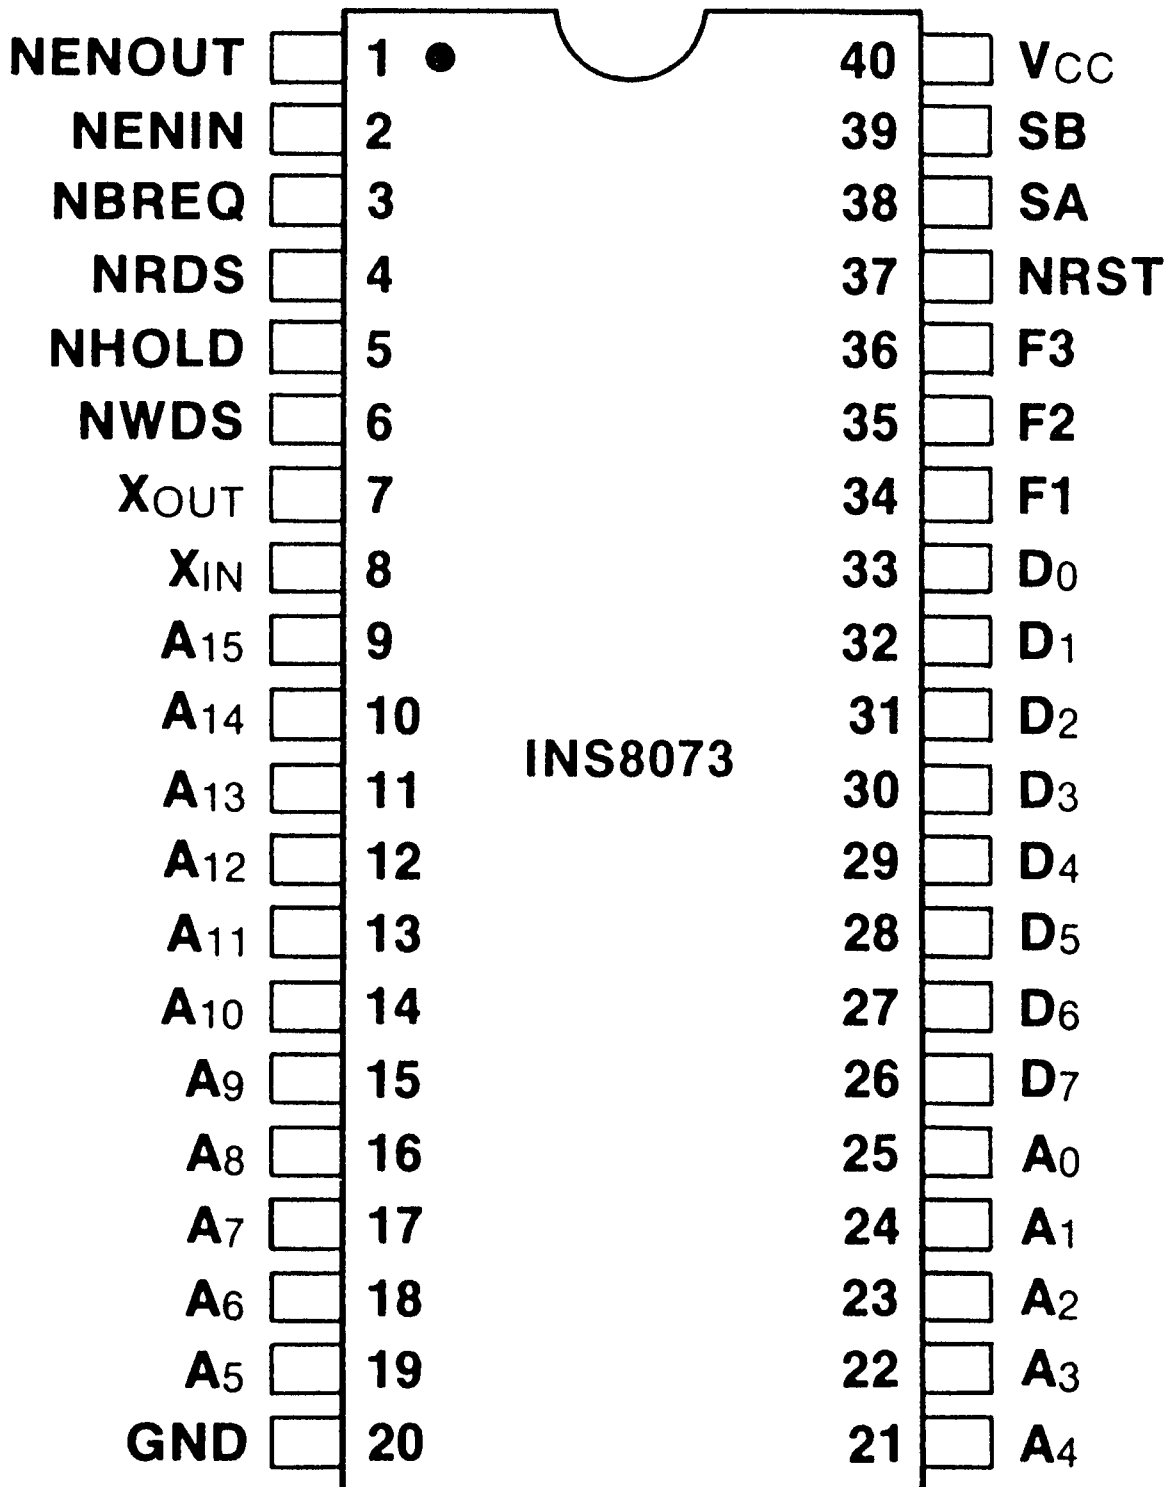 NENOUT 1 40 VCC
NENIN 2 39 SB
NBREQ 3 38 SA
NRDS 4 37 NRST
NHOLD 5 36 F3
NWDS 6 35 F2
XOUT 7 34 F1
XIN 8 33 D0
A15 9 32 D1
A14 10 31 D2
INS8073
A13 11 30 D3
A12 12 29 D4
A11 13 28 D5
A10 14 27 D6
A9 15 26 D7
A8 16 25 A0
A7 17 24 A1
A6 18 23 A2
A5 19 22 A3
GND 20 21 A4